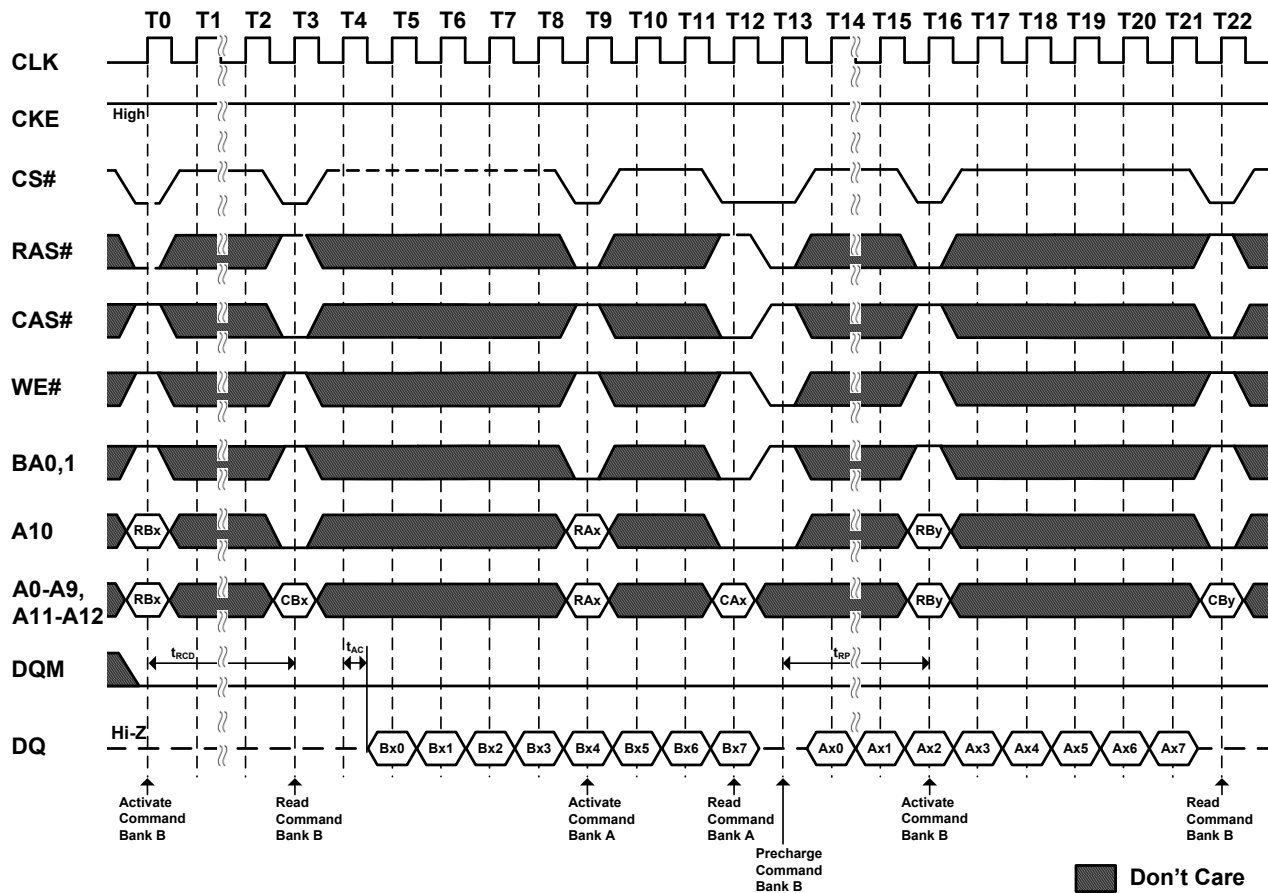 T0 T1 T2 T3 T4 T5 T6 T7 T8 T9 T10 T11 T12 T13 T14 T15 T16 T17 T18 T19 T20 T21 T22
CLK
CKE High
CS#
RAS#
CAS#
WE#
BA0,1
A10 RBx RAx RBy
A0-A9,
A11-A12 RBx CBx RAx CAx RBy CBy
DQM tRCD tAC tRP
DQ Hi-Z Bx0 Bx1 Bx2 Bx3 Bx4 Bx5 Bx6 Bx7 Ax0 Ax1 Ax2 Ax3 Ax4 Ax5 Ax6 Ax7
Activate
Command
Bank B
Read
Command
Bank B
Activate
Command
Bank A
Read
Command
Bank A
Precharge
Command
Bank B
Activate
Command
Bank B
Read
Command
Bank B
Don't Care